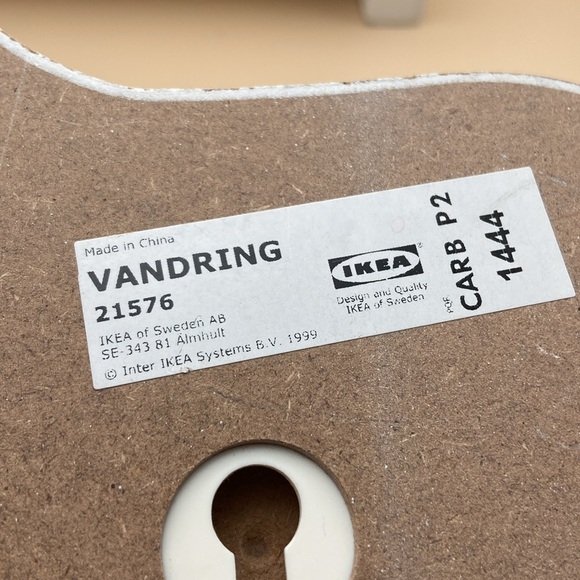 Made in China
VANDRING
21576
IKEA of Sweden AB
SE-343 81 Älmhult
© Inter IKEA Systems B.V. 1999
IKEA®
Design and Quality
IKEA of Sweden
CARB P2
1444